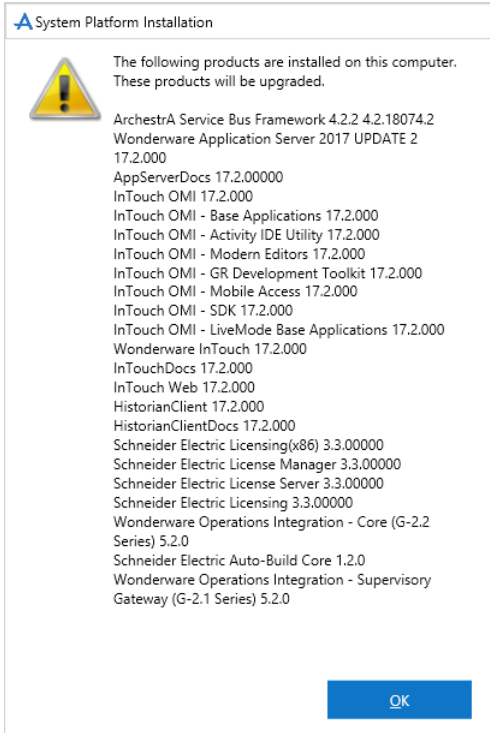 System Platform Installation
The following products are installed on this computer.
These products will be upgraded.
ArchestrA Service Bus Framework 4.2.2 4.2.18074.2
Wonderware Application Server 2017 UPDATE 2
17.2.000
AppServerDocs 17.2.00000
InTouch OMI 17.2.000
InTouch OMI - Base Applications 17.2.000
InTouch OMI - Activity IDE Utility 17.2.000
InTouch OMI - Modern Editors 17.2.000
InTouch OMI - GR Development Toolkit 17.2.000
InTouch OMI - Mobile Access 17.2.000
InTouch OMI - SDK 17.2.000
InTouch OMI - LiveMode Base Applications 17.2.000
Wonderware InTouch 17.2.000
InTouchDocs 17.2.000
InTouch Web 17.2.000
HistorianClient 17.2.000
HistorianClientDocs 17.2.000
Schneider Electric Licensing(x86) 3.3.00000
Schneider Electric License Manager 3.3.00000
Schneider Electric License Server 3.3.00000
Schneider Electric Licensing 3.3.00000
Wonderware Operations Integration - Core (G-2.2
Series) 5.2.0
Schneider Electric Auto-Build Core 1.2.0
Wonderware Operations Integration - Supervisory
Gateway (G-2.1 Series) 5.2.0
OK